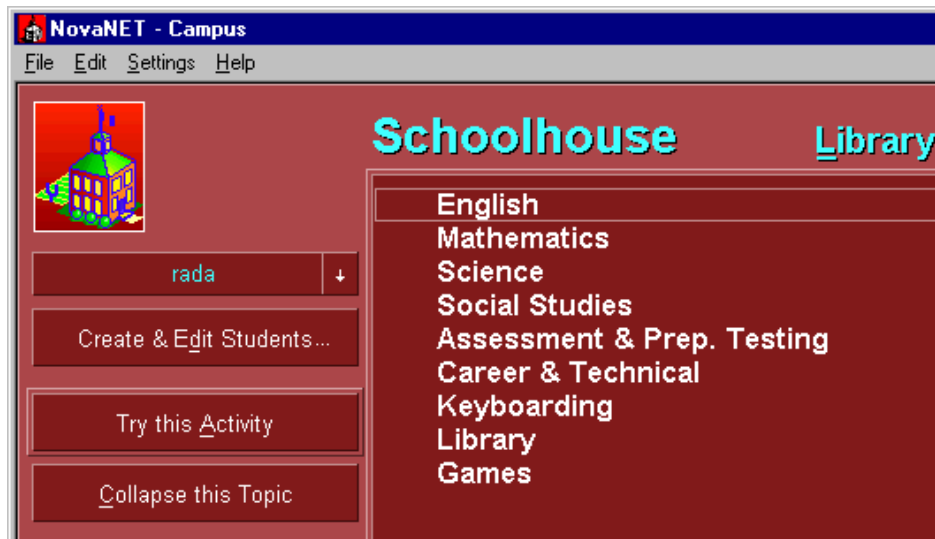 NovaNET - Campus
File Edit Settings Help
Schoolhouse Library
English
Mathematics
Science
Social Studies
Assessment & Prep. Testing
Career & Technical
Keyboarding
Library
Games
rada
Create & Edit Students...
Try this Activity
Collapse this Topic